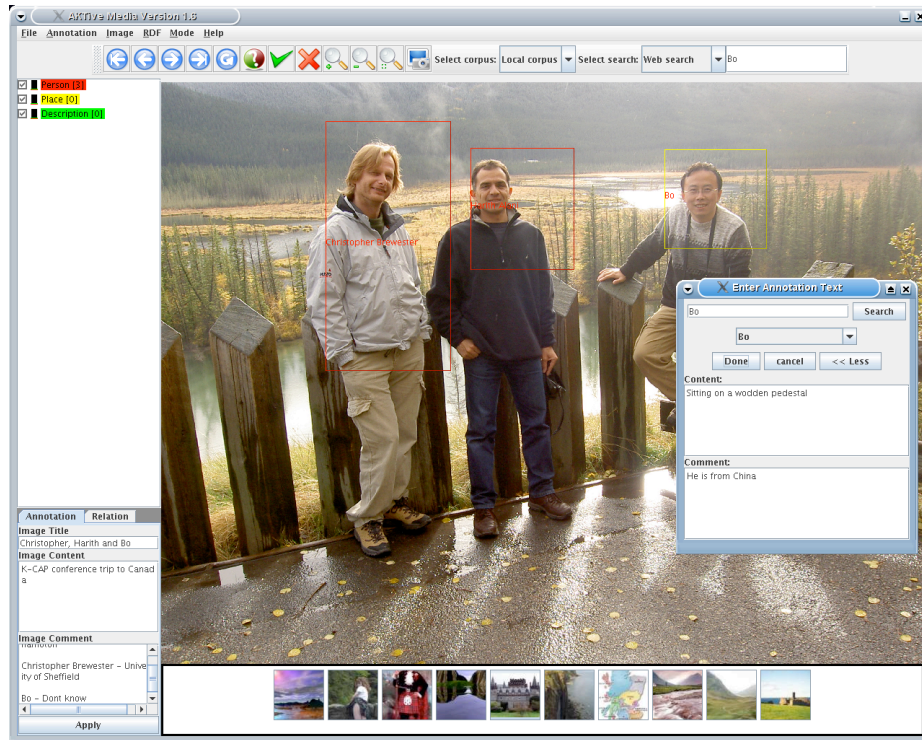 AKTive Media Version 1.6
File Annotation Image RDF Mode Help
Select corpus: Local corpus Select search: Web search Bo
Person [3]
Place [0]
Description [0]
Christopher Brewester
Bo
Enter Annotation Text
Bo Search
Bo
Done cancel << Less
Content:
Sitting on a wodden pedestal
Comment:
He is from China
Annotation Relation
Image Title
Christopher, Harith and Bo
Image Content
K-CAP conference trip to Canad
a
Image Comment
Christopher Brewester - Unive
ity of Sheffield
Bo - Dont know
Apply